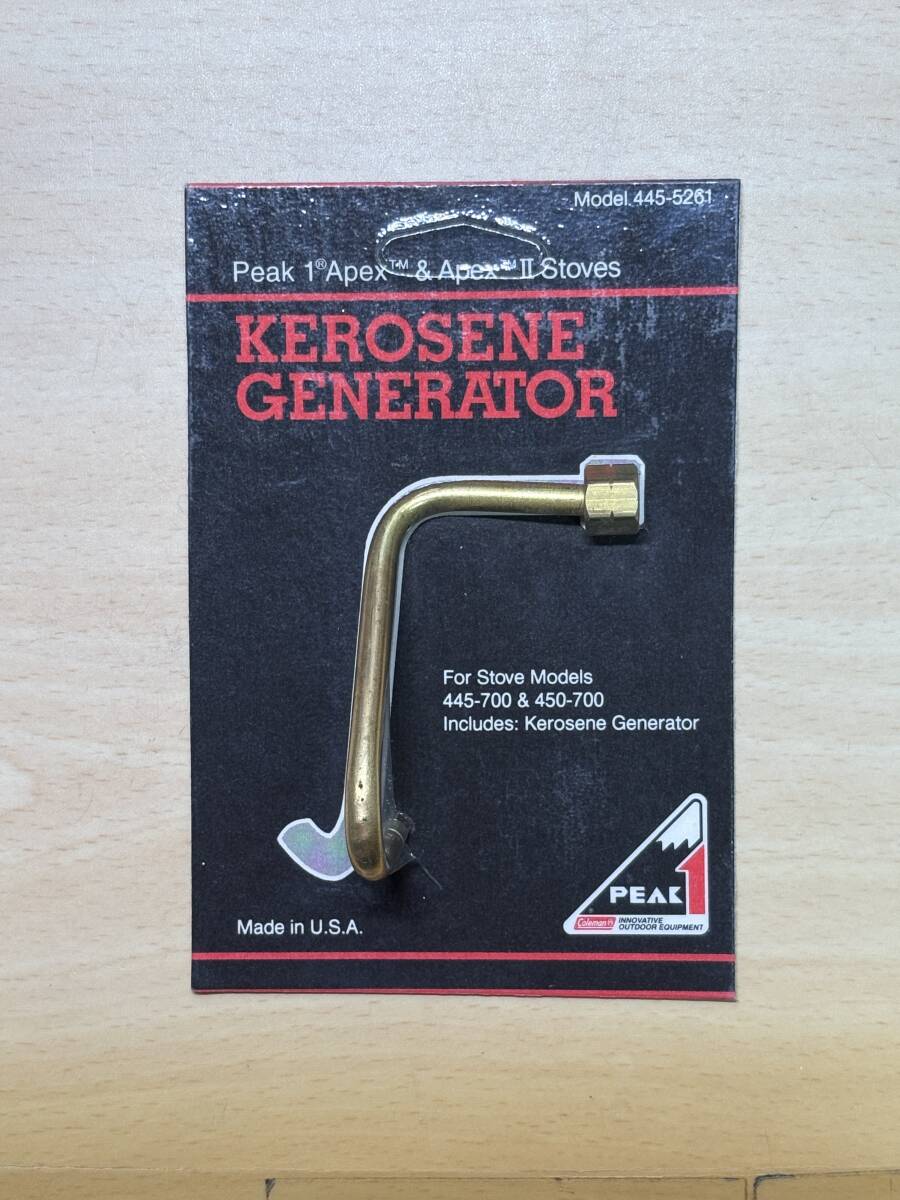 Model 445-5261
Peak 1® Apex™ & Apex™ II Stoves
KEROSENE
GENERATOR
For Stove Models
445-700 & 450-700
Includes: Kerosene Generator
PEAK 1
Coleman
INNOVATIVE
OUTDOOR EQUIPMENT
Made in U.S.A.